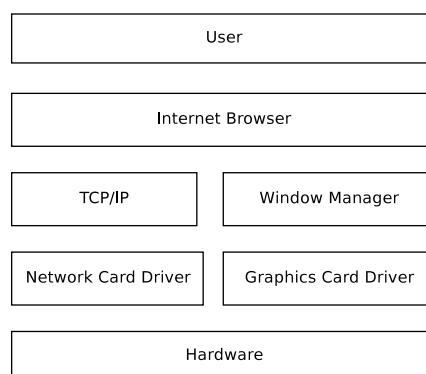 User
Internet Browser
TCP/IP
Window Manager
Network Card Driver
Graphics Card Driver
Hardware